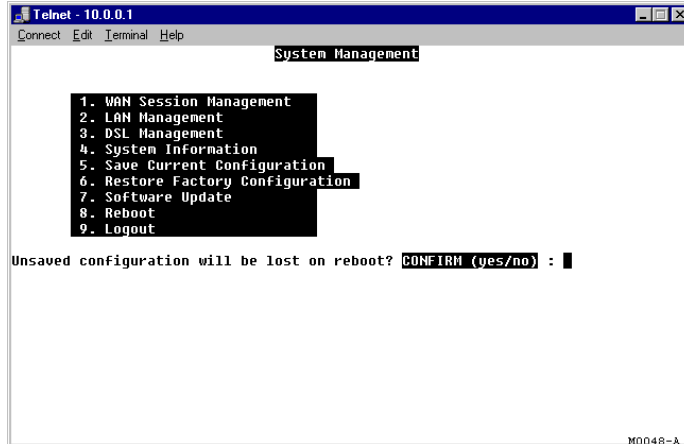 Telnet - 10.0.0.1
Connect Edit Terminal Help
System Management
1. WAN Session Management
2. LAN Management
3. DSL Management
4. System Information
5. Save Current Configuration
6. Restore Factory Configuration
7. Software Update
8. Reboot
9. Logout
Unsaved configuration will be lost on reboot? CONFIRM (yes/no) :
M0048-A